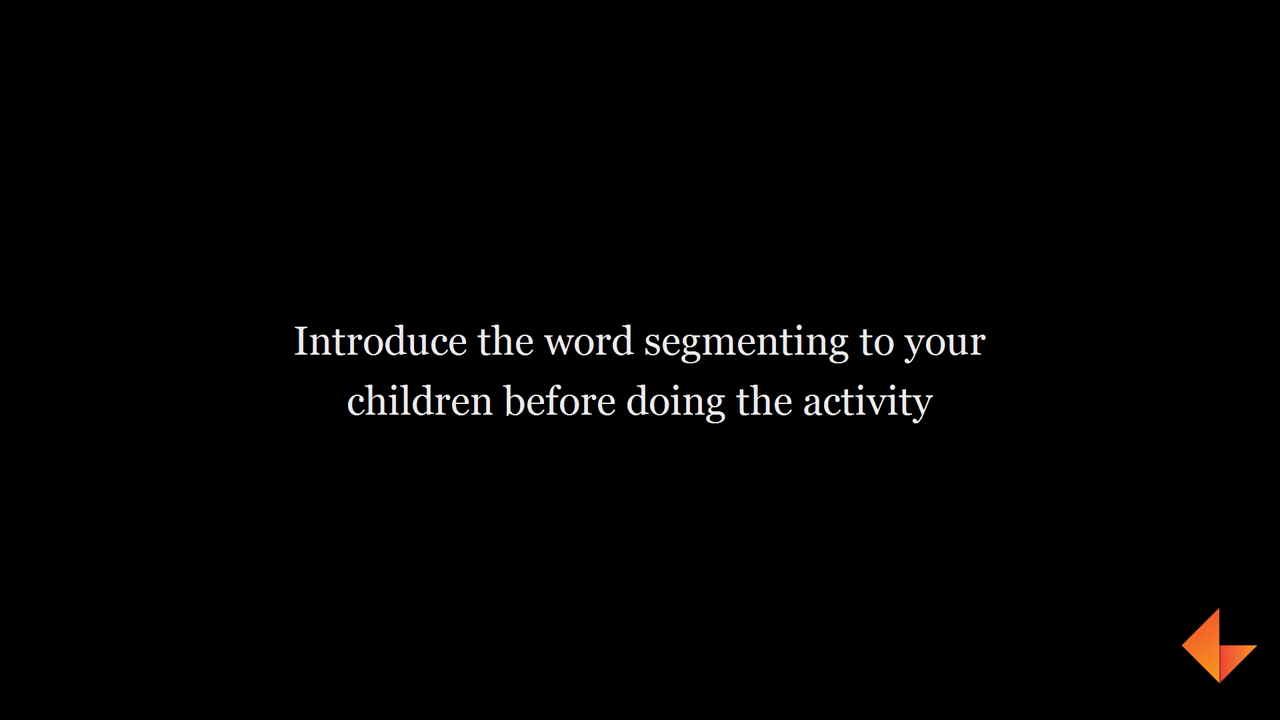 Introduce the word segmenting to your
children before doing the activity